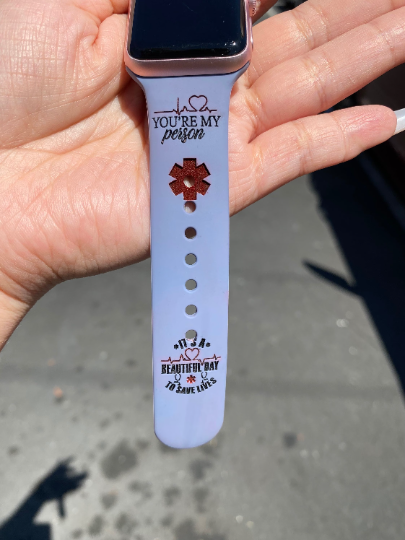 YOU'RE MY
person
IT'S A
BEAUTIFUL DAY
TO SAVE LIVES